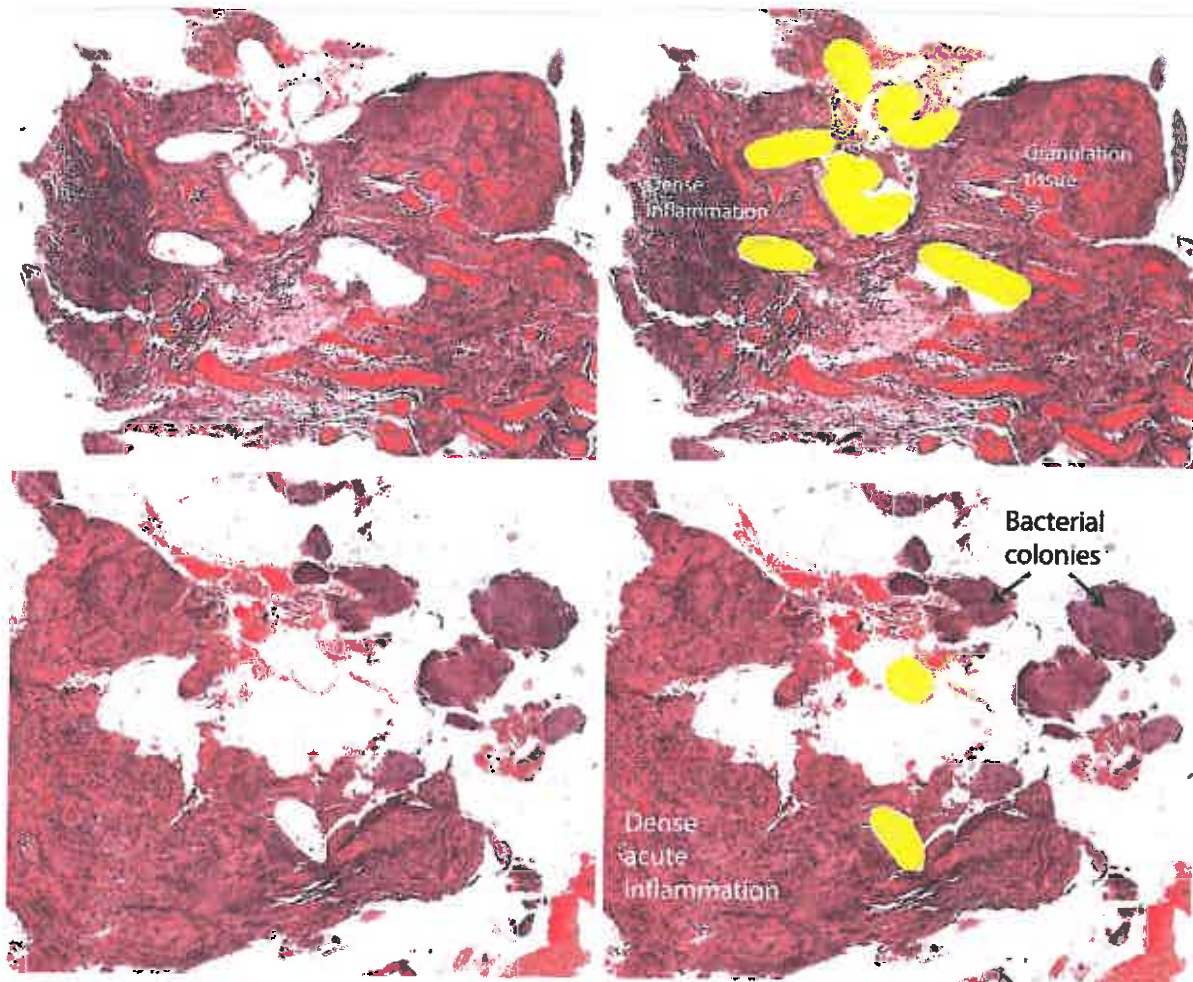 Dense
Inflammation
Granulation
tissue
Bacterial
colonies
Dense
acute
Inflammation